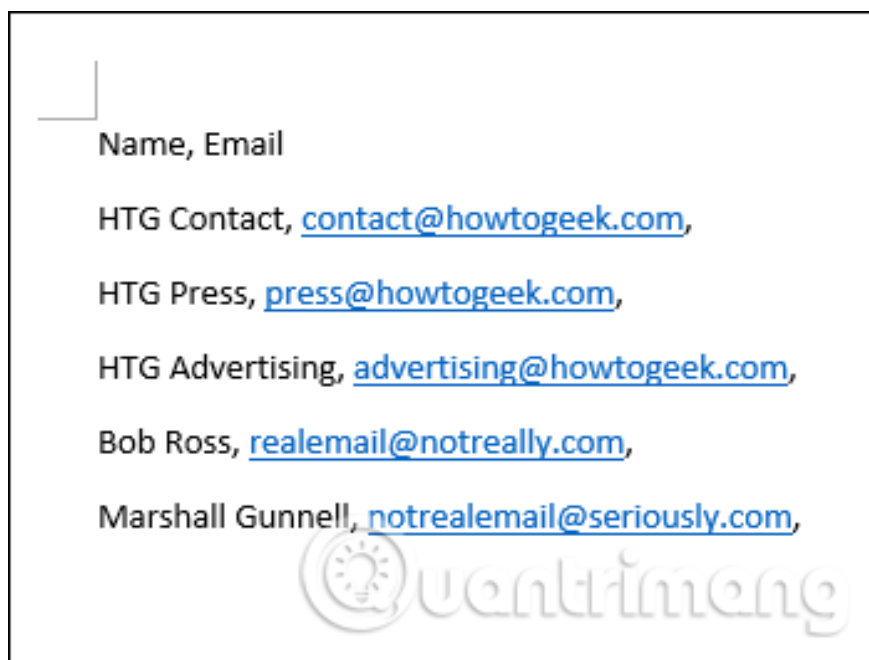 Name, Email
HTG Contact, contact@howtogeek.com,
HTG Press, press@howtogeek.com,
HTG Advertising, advertising@howtogeek.com,
Bob Ross, realemail@notreally.com,
Marshall Gunnell, notrealemail@seriously.com,
Quantrimang